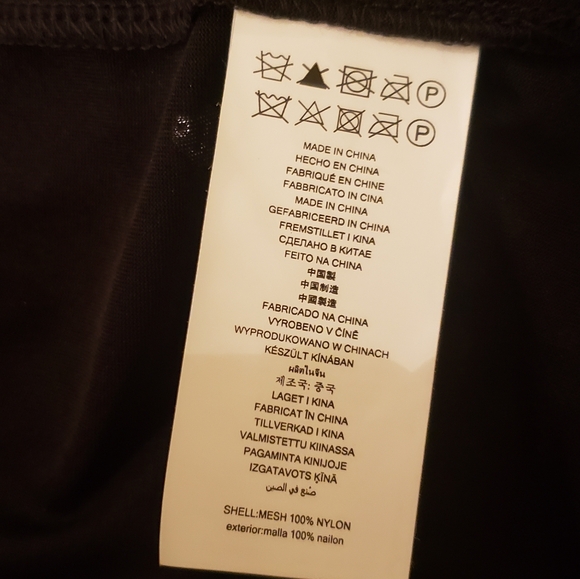 P
P
MADE IN CHINA
HECHO EN CHINA
FABRIQUÉ EN CHINE
FABBRICATO IN CINA
MADE IN CHINA
GEFABRICEERD IN CHINA
FREMSTILLET I KINA
СДЕЛАНО В КИТАЕ
FEITO NA CHINA
中国製
中国制造
中國製造
FABRICADO NA CHINA
VYROBENO V ČÍNĚ
WYPRODUKOWANO W CHINACH
KÉSZÜLT KÍNÁBAN
ผลิตในจีน
제조국: 중국
LAGET I KINA
FABRICAT ÎN CHINA
TILLVERKAD I KINA
VALMISTETTU KIINASSA
PAGAMINTA KINIJOJE
IZGATAVOTS ĶĪNĀ
صنع في الصين
SHELL:MESH 100% NYLON
exterior:malla 100% nailon